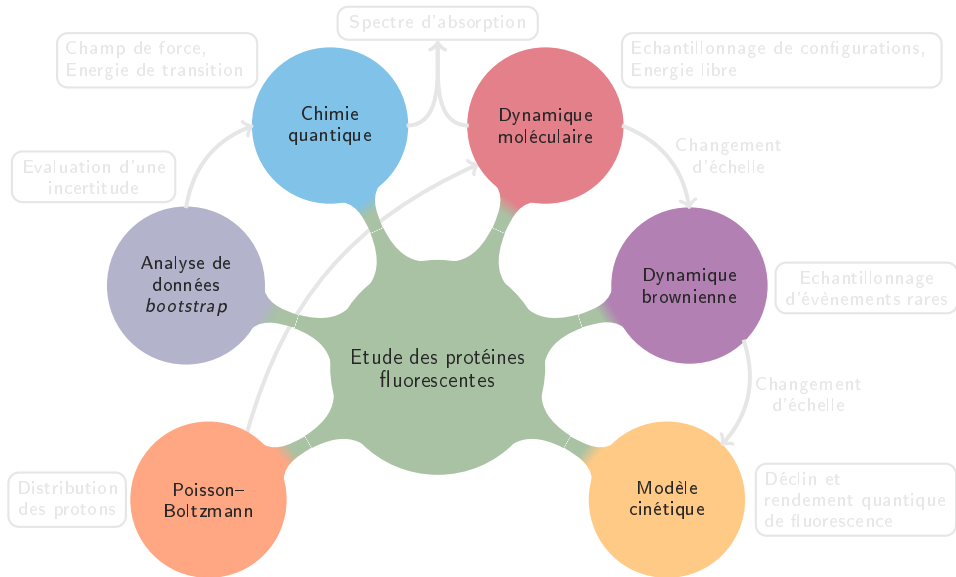 Spectre d'absorption
Champ de force,
Energie de transition
Echantillonnage de configurations,
Energie libre
Chimie
quantique
Dynamique
moléculaire
Changement
d'échelle
Evaluation d'une
incertitude
Analyse de
données
bootstrap
Dynamique
brownienne
Echantillonnage
d'événements rares
Etude des protéines
fluorescentes
Changement
d'échelle
Distribution
des protons
Poisson–
Boltzmann
Modèle
cinétique
Déclin et
rendement quantique
de fluorescence